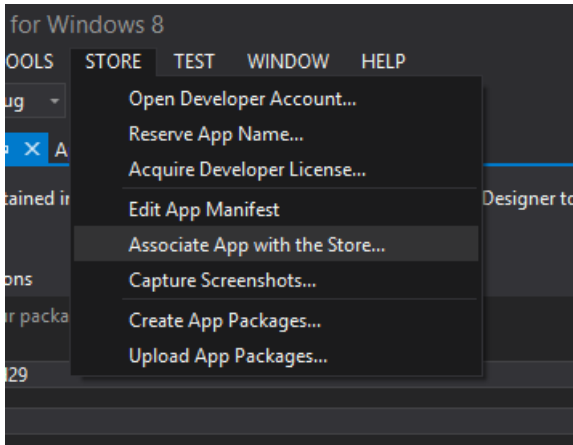 for Windows 8
OOLS STORE TEST WINDOW HELP
ug
Open Developer Account...
Reserve App Name...
A
Acquire Developer License...
tained in
Designer to
Edit App Manifest
Associate App with the Store...
ons
Capture Screenshots...
r packa
Create App Packages...
Upload App Packages...
29